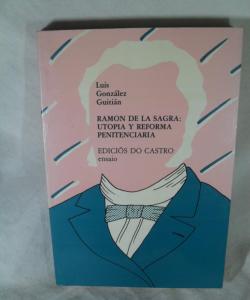 Luis
González
Guitián
RAMON DE LA SAGRA:
UTOPIA Y REFORMA
PENITENCIARIA
EDICIÓS DO CASTRO
ensaio